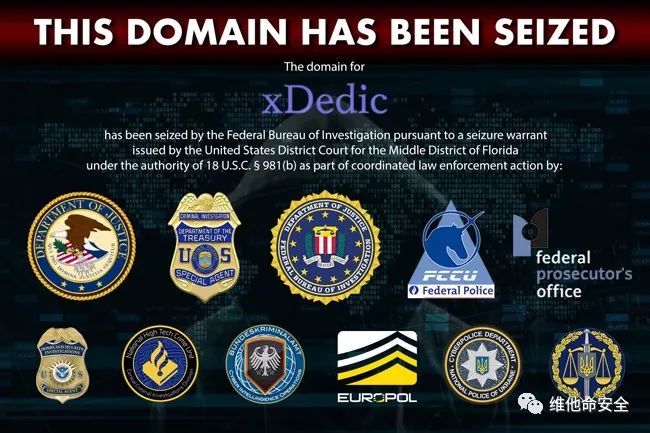 THIS DOMAIN HAS BEEN SEIZED
The domain for
xDedic
has been seized by the Federal Bureau of Investigation pursuant to a seizure warrant
issued by the United States District Court for the Middle District of Florida
under the authority of 18 U.S.C. § 981(b) as part of coordinated law enforcement action by:
DEPARTMENT OF JUSTICE
CRIMINAL INVESTIGATION
DEPARTMENT OF THE
TREASURY
U S
SPECIAL AGENT
DEPARTMENT OF JUSTICE
FEDERAL BUREAU OF INVESTIGATION
FCCU
Federal Police
federal
prosecutor's
office
HOMELAND SECURITY
INVESTIGATIONS
U S
SPECIAL AGENT
National High Tech Crime Unit
BUNDESKRIMINALAMT
CYBER INTELLIGENCE OPERATIONS
EUROPOL
CYBERPOLICE DEPARTMENT
NATIONAL POLICE OF UKRAINE
维他命安全